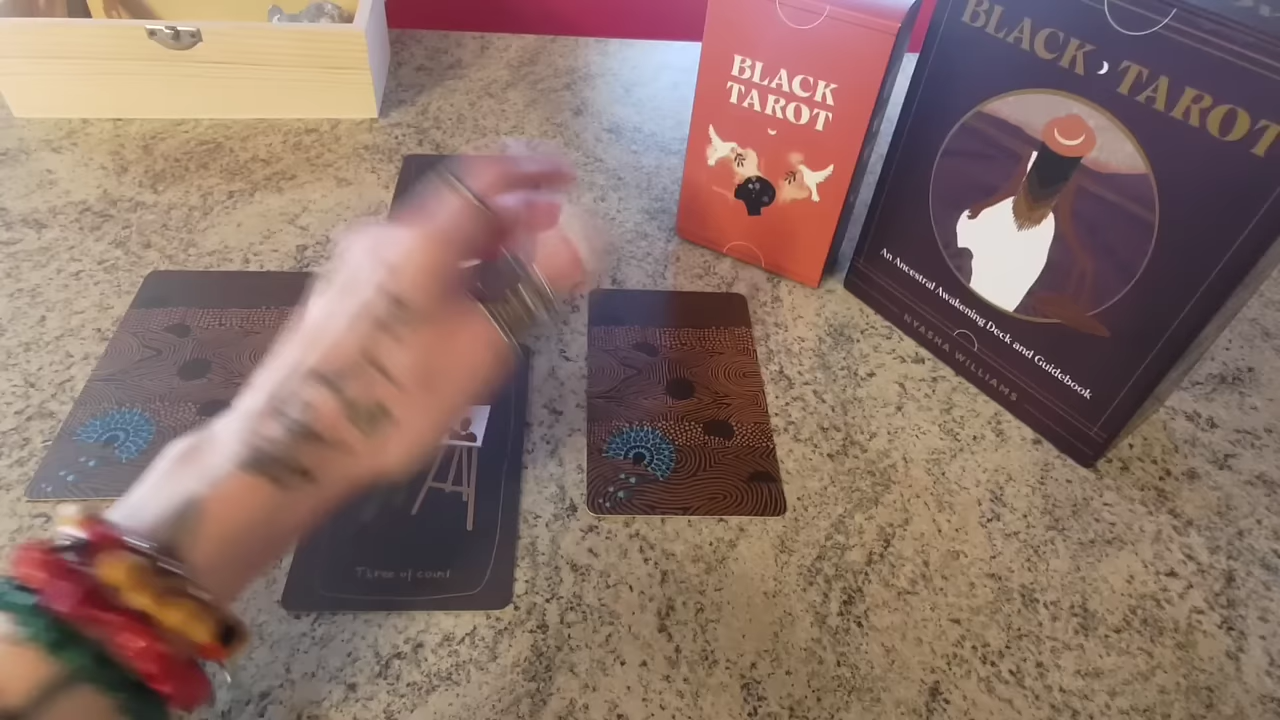 BLACK
TAROT
BLACK TAROT
An Ancestral Awakening Deck and Guidebook
NYASHA WILLIAMS
Three of coins